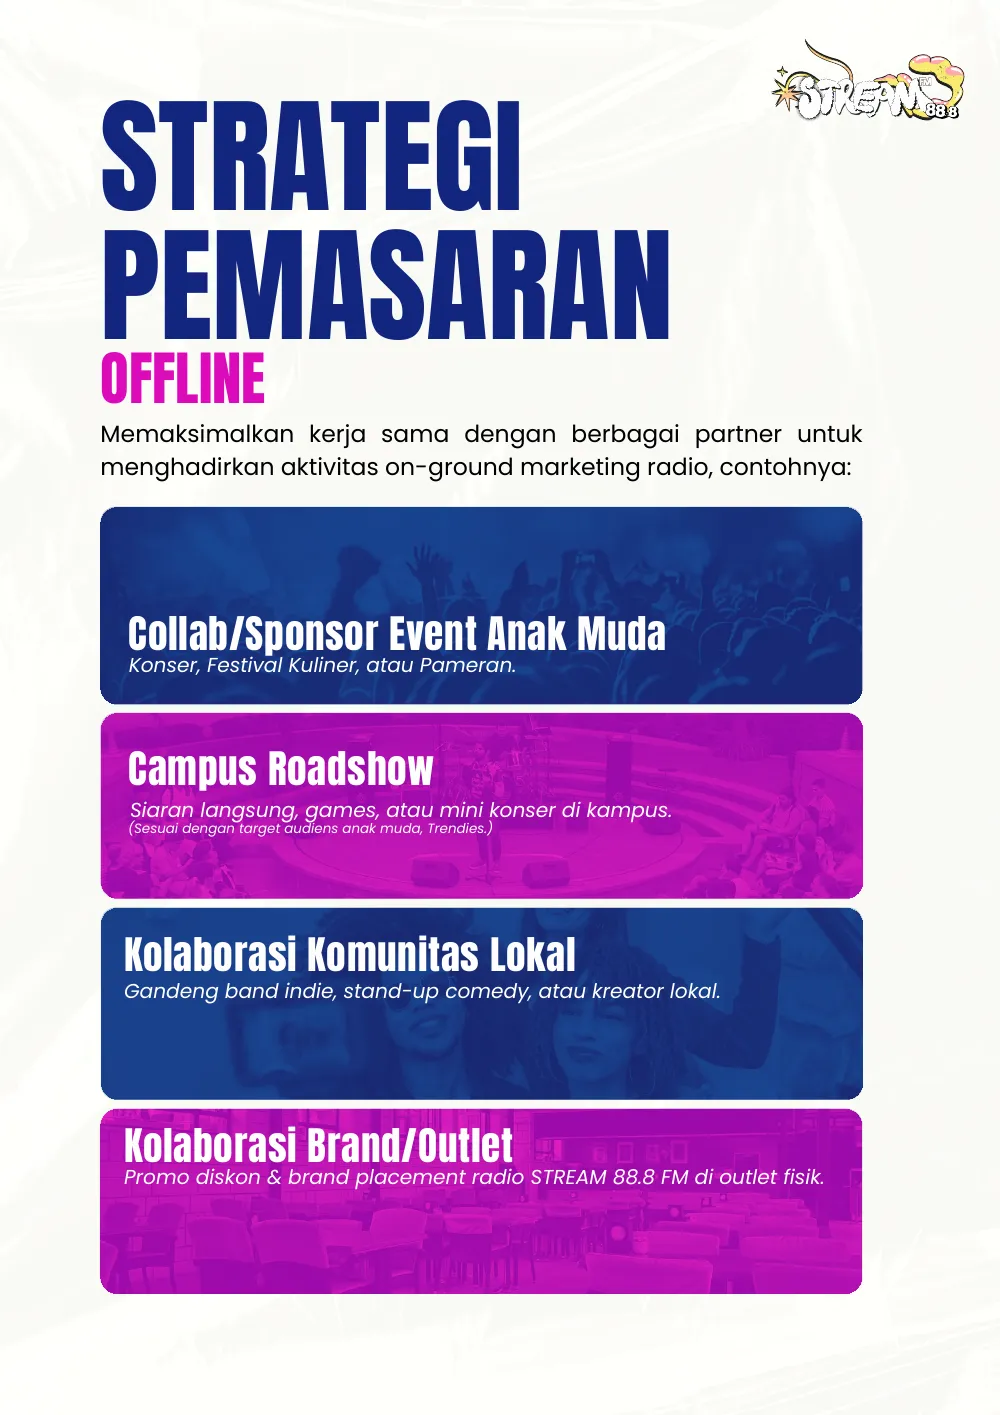 STREAM FM
88.8
STRATEGI
PEMASARAN
OFFLINE
Memaksimalkan kerja sama dengan berbagai partner untuk
menghadirkan aktivitas on-ground marketing radio, contohnya:
Collab/Sponsor Event Anak Muda
Konser, Festival Kuliner, atau Pameran.
Campus Roadshow
Siaran langsung, games, atau mini konser di kampus.
(Sesuai dengan target audiens anak muda, Trendies.)
Kolaborasi Komunitas Lokal
Gandeng band indie, stand-up comedy, atau kreator lokal.
Kolaborasi Brand/Outlet
Promo diskon & brand placement radio STREAM 88.8 FM di outlet fisik.